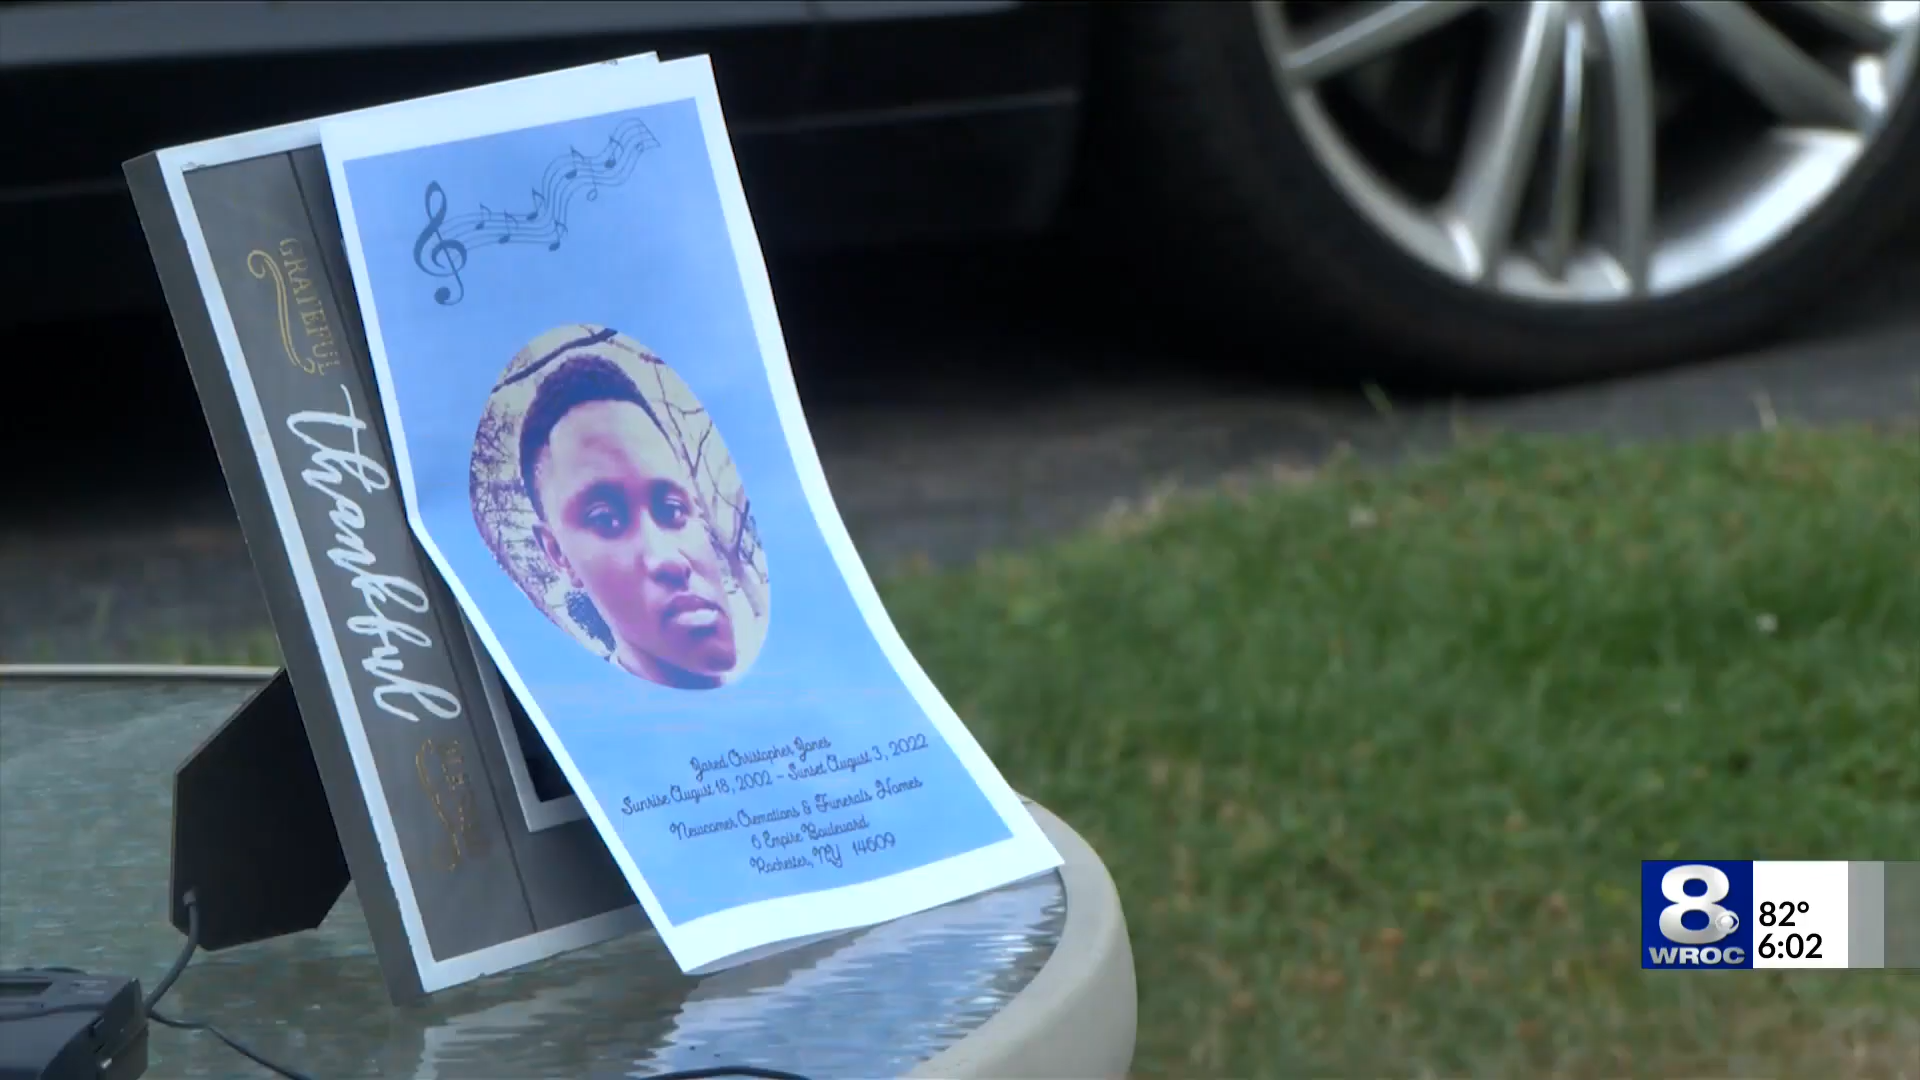 GRATEFUL
thankful
Jared Christopher Jones
Sunrise August 18, 2002 - Sunset August 3, 2022
Newcomer Cremations & Funerals Homes
6 Empire Boulevard
Rochester, NY 14609
8
WROC
82°
6:02